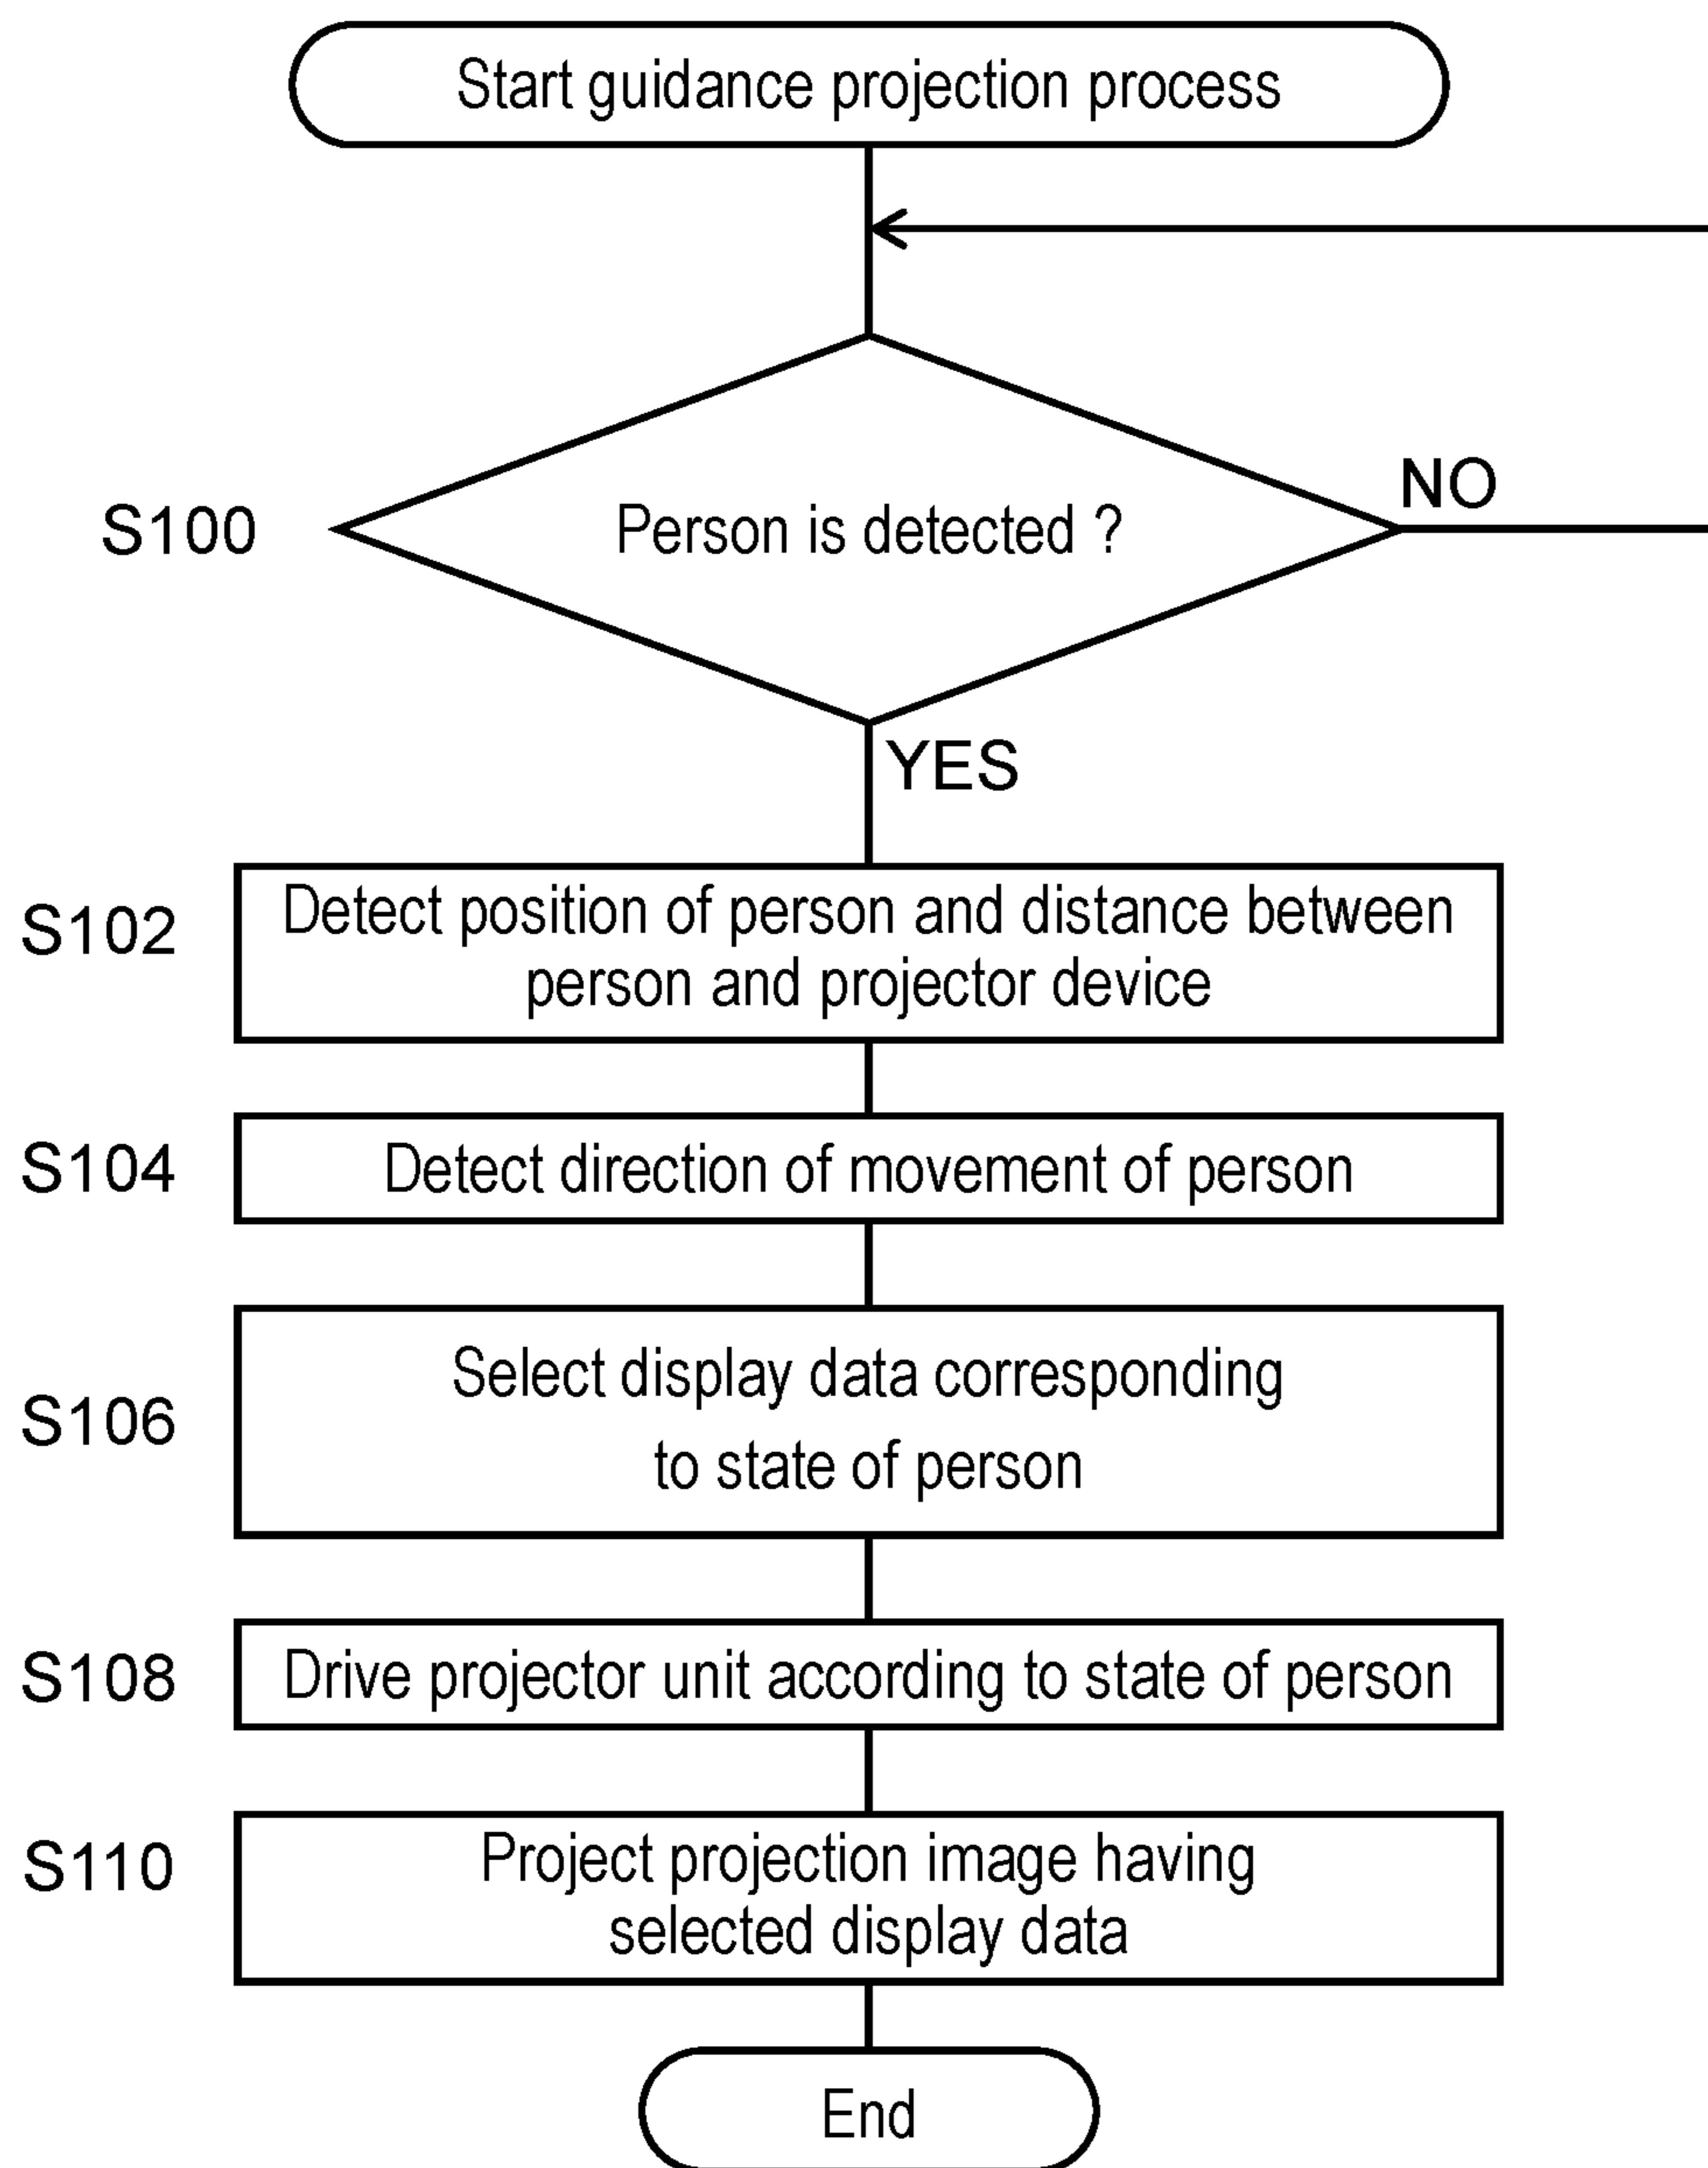 Start guidance projection process
S100
Person is detected ?
NO
YES
S102
Detect position of person and distance between
person and projector device
S104
Detect direction of movement of person
S106
Select display data corresponding
to state of person
S108
Drive projector unit according to state of person
S110
Project projection image having
selected display data
End